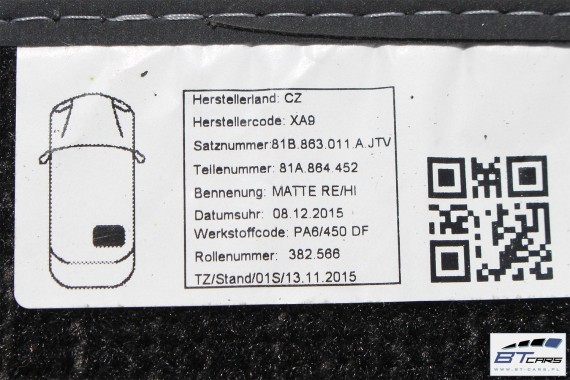 Herstellerland: CZ
Herstellercode: XA9
Satznummer:81B.863.011.A.JTV
Teilenummer: 81A.864.452
Bennenung: MATTE RE/HI
Datumsuhr: 08.12.2015
Werkstoffcode: PA6/450 DF
Rollenummer: 382.566
TZ/Stand/01S/13.11.2015
BT CARS
WWW.BT-CARS.PL